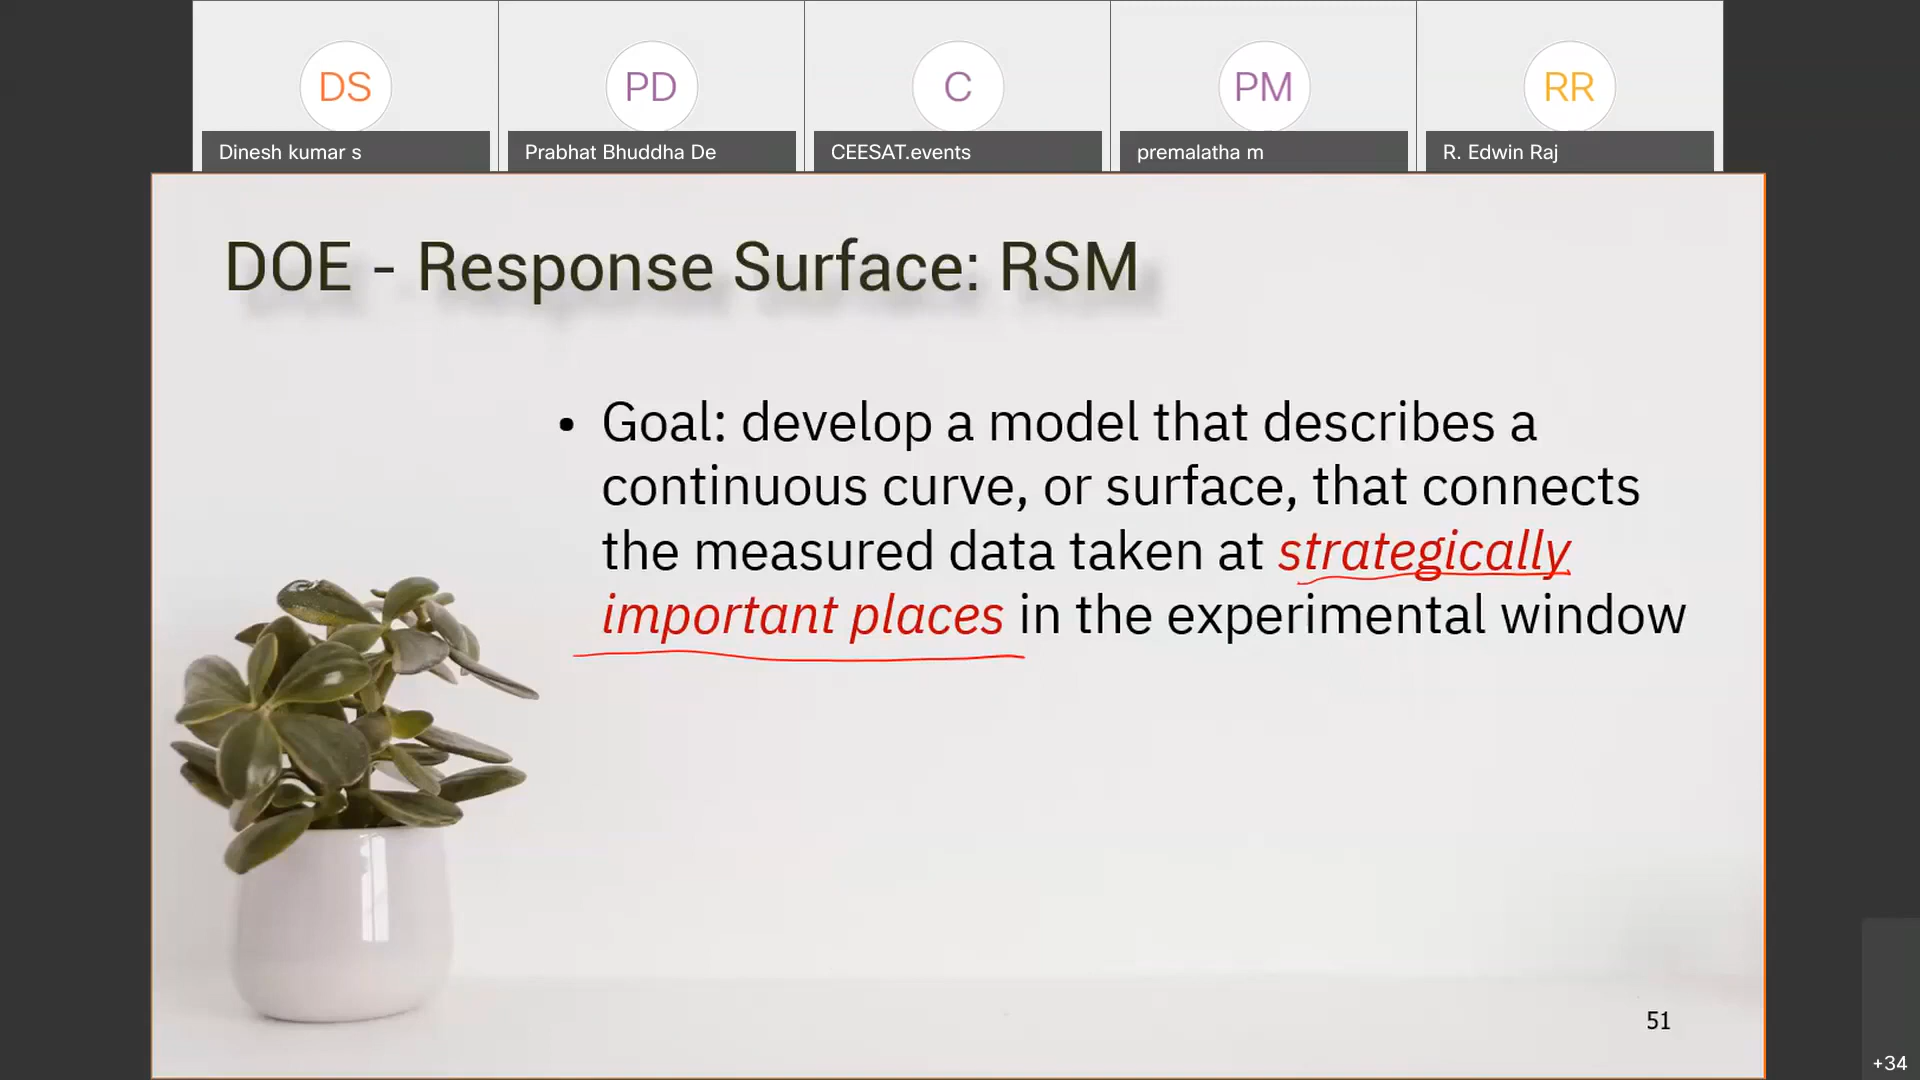 DS
PD
C
PM
RR
Dinesh kumar s
Prabhat Bhuddha De
CEESAT.events
premalatha m
R. Edwin Raj
DOE - Response Surface: RSM
• Goal: develop a model that describes a
continuous curve, or surface, that connects
the measured data taken at strategically
important places in the experimental window
51
+34